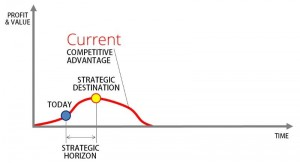 PROFIT
& VALUE
Current
COMPETITIVE
ADVANTAGE
STRATEGIC
DESTINATION
TODAY
TIME
STRATEGIC
HORIZON